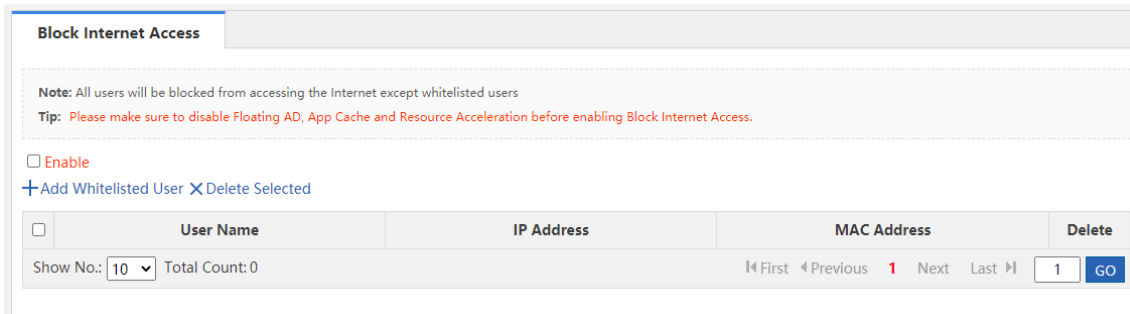 Block Internet Access
Note: All users will be blocked from accessing the Internet except whitelisted users
Tip: Please make sure to disable Floating AD, App Cache and Resource Acceleration before enabling Block Internet Access.
Enable
Add Whitelisted User Delete Selected
User Name IP Address MAC Address Delete
Show No.: 10 Total Count: 0 First Previous 1 Next Last 1 GO